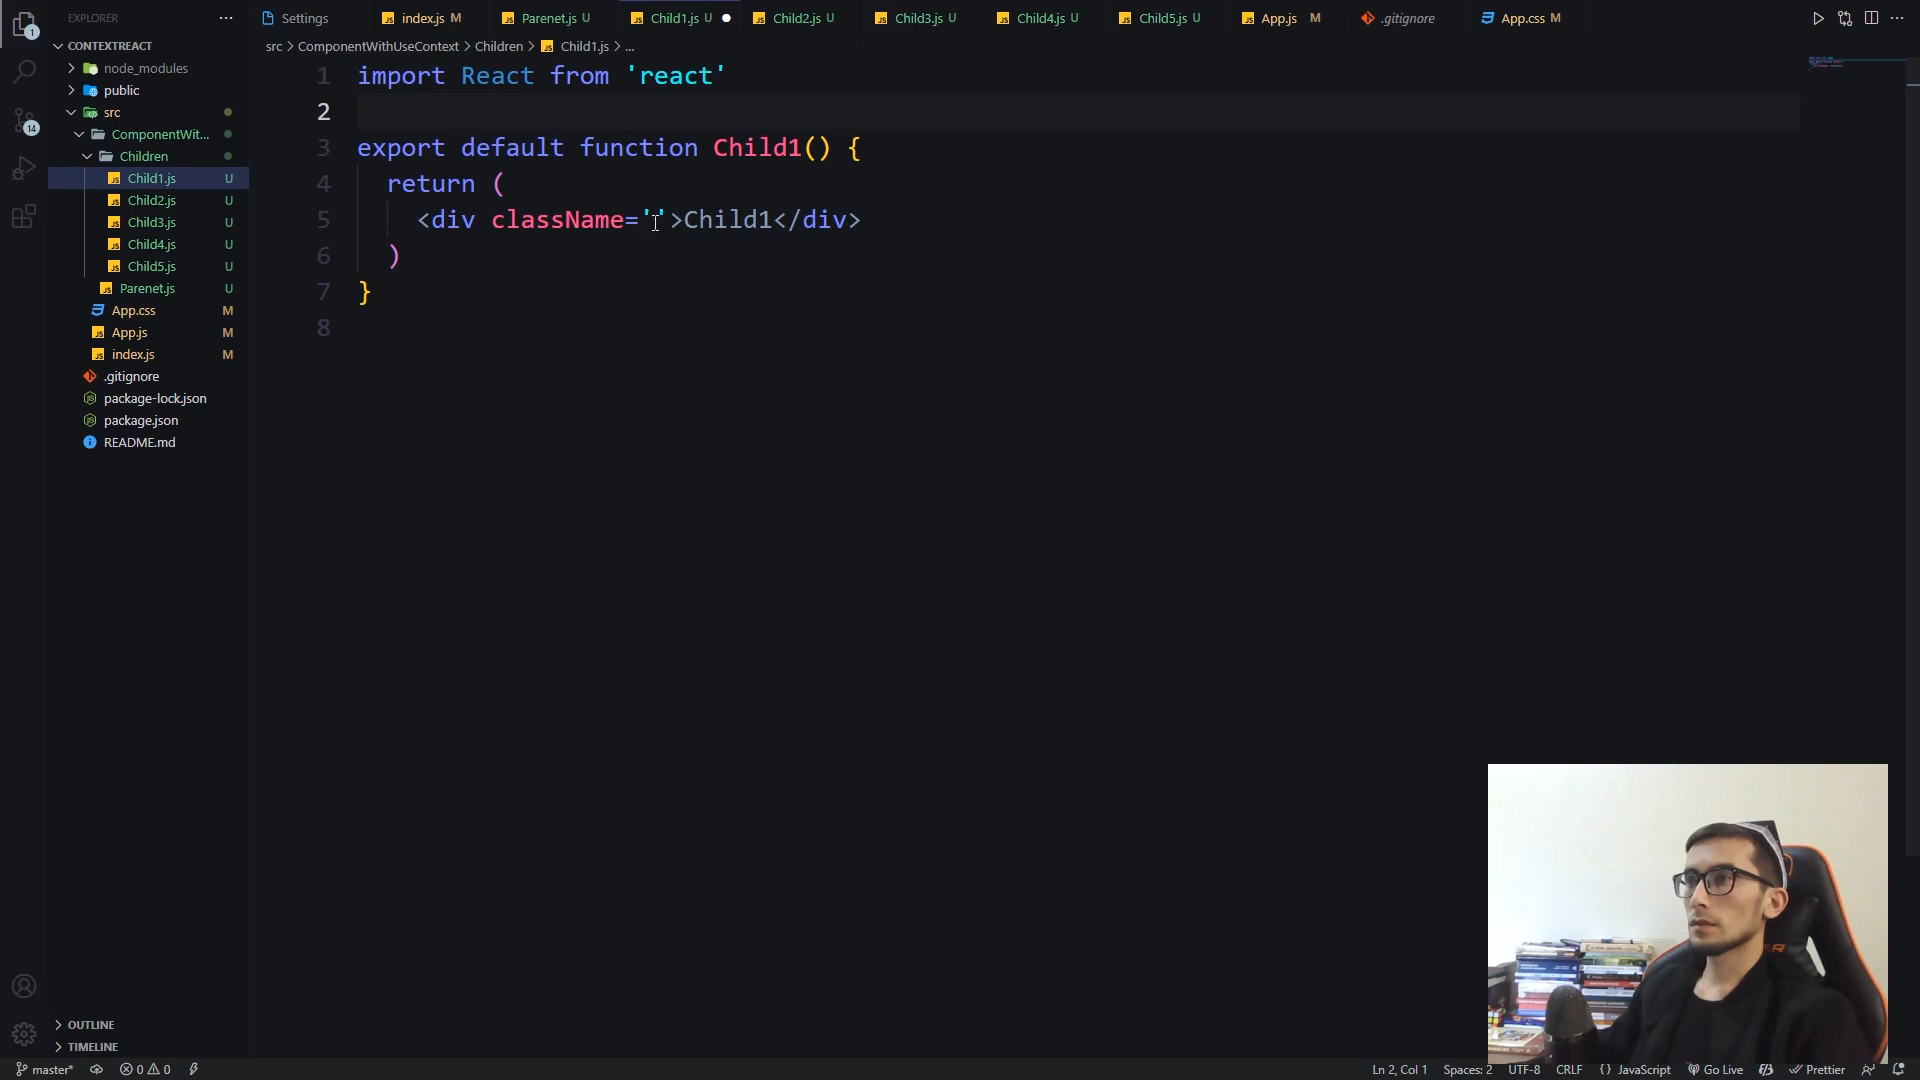 EXPLORER
Settings
index.js M
Parenet.js U
Child1.js U
Child2.js U
Child3.js U
Child4.js U
Child5.js U
App.js M
.gitignore
App.css M
src > ComponentWithUseContext > Children > Child1.js > ...
CONTEXTREACT
node_modules
public
src
ComponentWit...
Children
Child1.js U
Child2.js U
Child3.js U
Child4.js U
Child5.js U
Parenet.js U
App.css M
App.js M
index.js M
.gitignore
package-lock.json
package.json
README.md
1 import React from 'react'
2
3 export default function Child1() {
4 return (
5 <div className=''>Child1</div>
6 )
7 }
8
1
14
OUTLINE
TIMELINE
master*
0 0
Ln 2, Col 1
Spaces: 2
UTF-8
CRLF
{} JavaScript
Go Live
Prettier